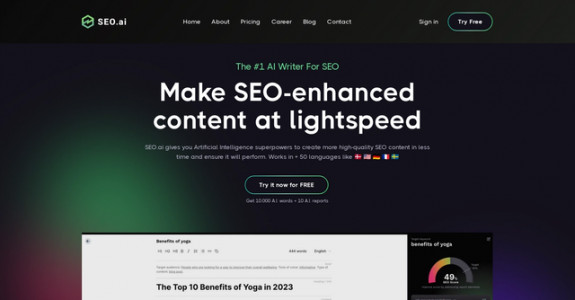 SEO.ai
Home About Pricing Career Blog Contact
Sign in Try Free
The #1 AI Writer For SEO
Make SEO-enhanced
content at lightspeed
SEO.ai gives you Artificial Intelligence superpowers to create more high-quality SEO content in less
time and ensure it will perform. Works in + 50 languages like 🇩🇰 🇺🇸 🇩🇪 🇫🇷 🇸🇪
Try it now for FREE
Get 10.000 A.I. words + 10 A.I. reports
Benefits of yoga
444 words English
The Top 10 Benefits of Yoga in 2023
benefits of yoga
49%
SEO Score